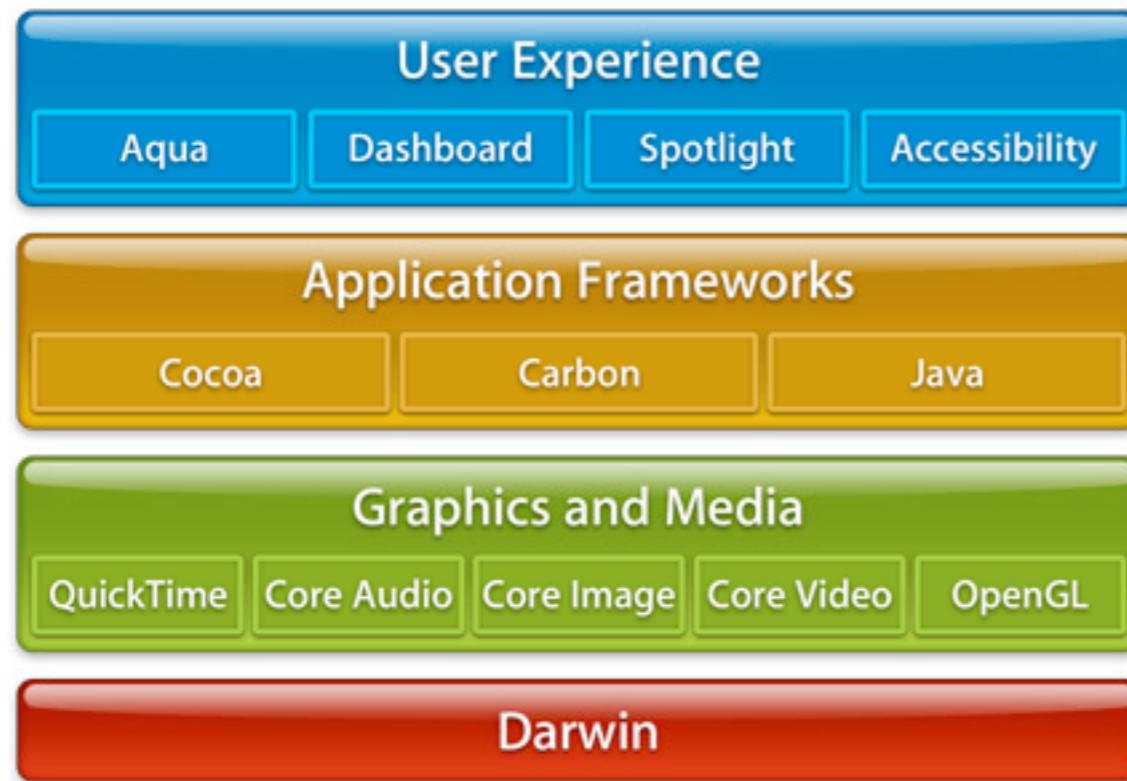 User Experience
Aqua Dashboard Spotlight Accessibility
Application Frameworks
Cocoa Carbon Java
Graphics and Media
QuickTime Core Audio Core Image Core Video OpenGL
Darwin